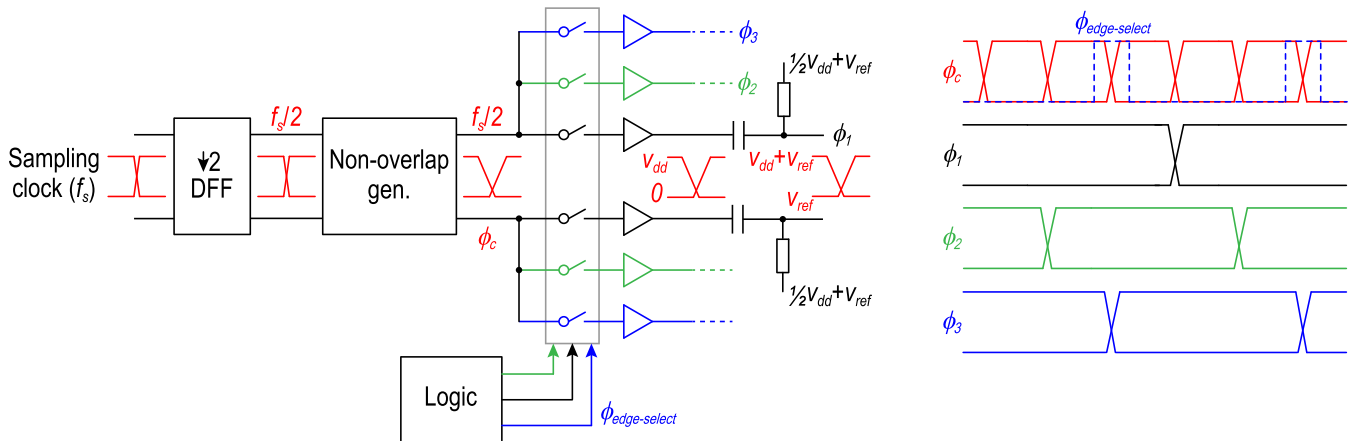 Sampling
clock (fs)
↓2
DFF
fs/2
Non-overlap
gen.
fs/2
ϕc
ϕ3
ϕ2
½vdd+vref
ϕ1
vdd
0
vdd+vref
vref
½vdd+vref
Logic
ϕedge-select
ϕedge-select
ϕc
ϕ1
ϕ2
ϕ3